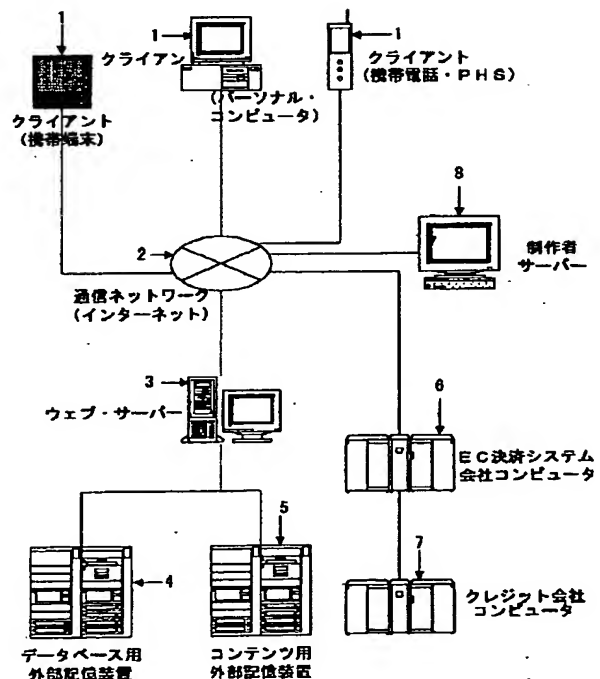 1
クライアント
(携帯端末)
1
クライアン
(パーソナル・
コンピュータ)
1
クライアント
(携帯電話・PHS)
8
制作者
サーバー
2
通信ネットワーク
(インターネット)
3
ウェブ・サーバー
6
EC決済システム
会社コンピュータ
4
データベース用
外部記憶装置
5
コンテンツ用
外部記憶装置
7
クレジット会社
コンピュータ